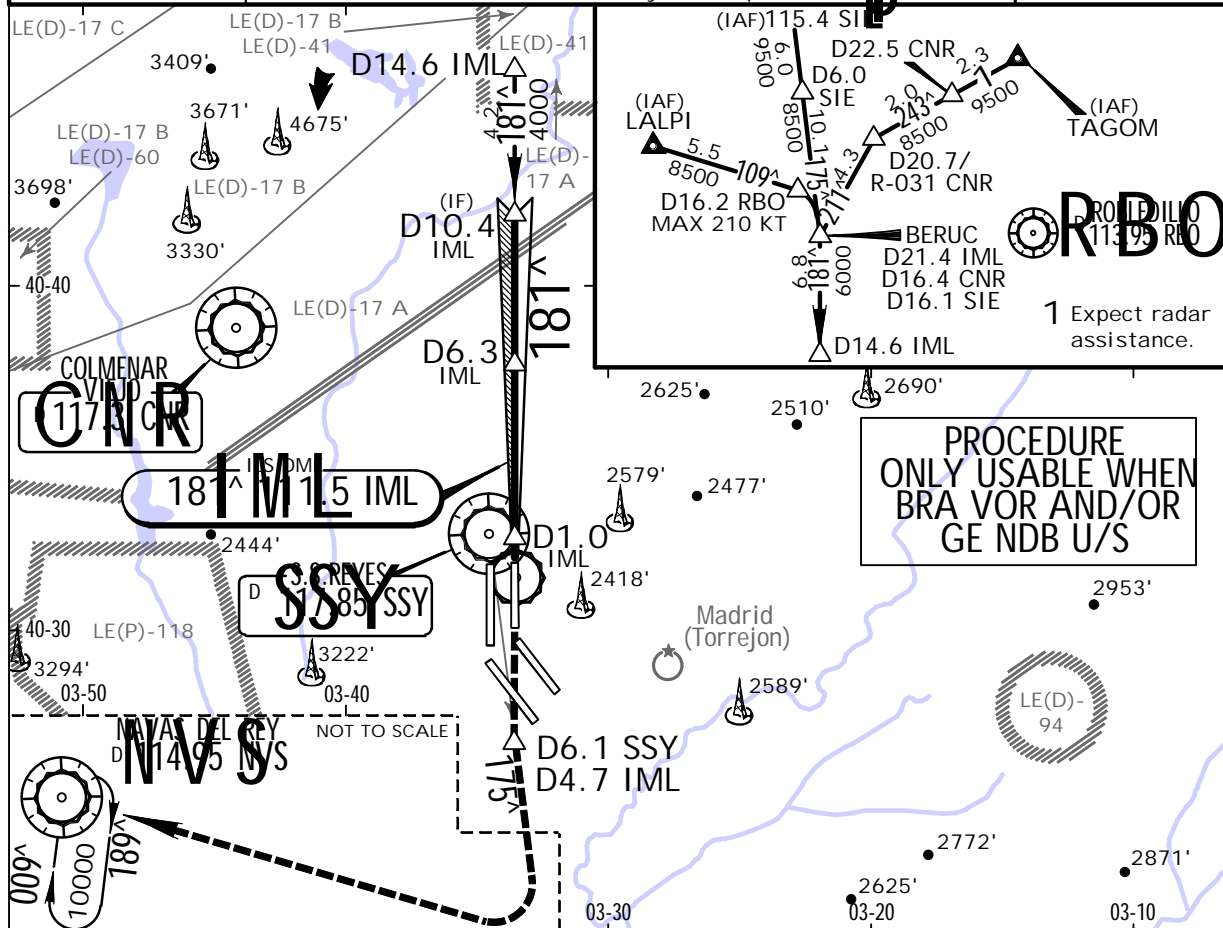 LE(D)-17 C
LE(D)-17 B
LE(D)-41
3409'
D14.6 IML
LE(D)-41
3671'
4675'
4.2
181^
4000
LE(D)-17 B
LE(D)-60
LE(D)-
17 A
3698'
LE(D)-17 B
3330'
(IF)
D10.4
IML
40-40
LE(D)-17 A
181^
D6.3
IML
COLMENAR
VIEJO
D 117.3 CNR
CNR
ILS DME
181^ 111.5 IML
IML
2444'
D1.0
IML
S.S.REYES
D 117.85 SSY
SSY
2579'
2477'
2418'
40-30
LE(P)-118
3294'
3222'
03-50
03-40
Madrid
(Torrejon)
2589'
NAVAS DEL REY
D 114.95 NVS
NVS
NOT TO SCALE
D6.1 SSY
D4.7 IML
175^
009^
10000
189^
(IAF)
115.4 SIE
6.0
9500
D22.5 CNR
2.3
1
9500
D6.0
SIE
2.0
243^
8500
(IAF)
TAGOM
(IAF)
LALPI
8500
10.1
175^
5.5
109^
8500
4.3
211^
D20.7/
R-031 CNR
D16.2 RBO
MAX 210 KT
BERUC
D21.4 IML
D16.4 CNR
D16.1 SIE
6.8
181^
6000
D14.6 IML
ROBLEDILLO
D 113.95 RBO
RBO
1 Expect radar
assistance.
2625'
2690'
2510'
PROCEDURE
ONLY USABLE WHEN
BRA VOR AND/OR
GE NDB U/S
2953'
LE(D)-
94
2772'
2871'
2625'
03-30
03-20
03-10